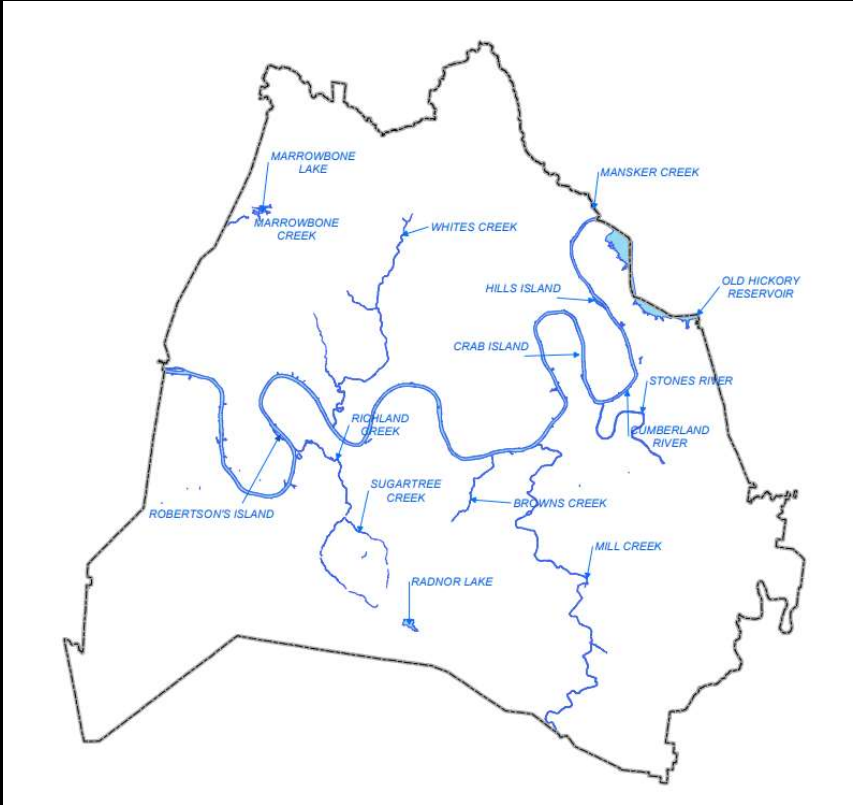 MARROWBONE
LAKE
MANSKER CREEK
MARROWBONE
CREEK
WHITES CREEK
HILLS ISLAND
OLD HICKORY
RESERVOIR
CRAB ISLAND
STONES RIVER
RICHLAND
CREEK
CUMBERLAND
RIVER
SUGARTREE
CREEK
ROBERTSON'S ISLAND
BROWNS CREEK
MILL CREEK
RADNOR LAKE